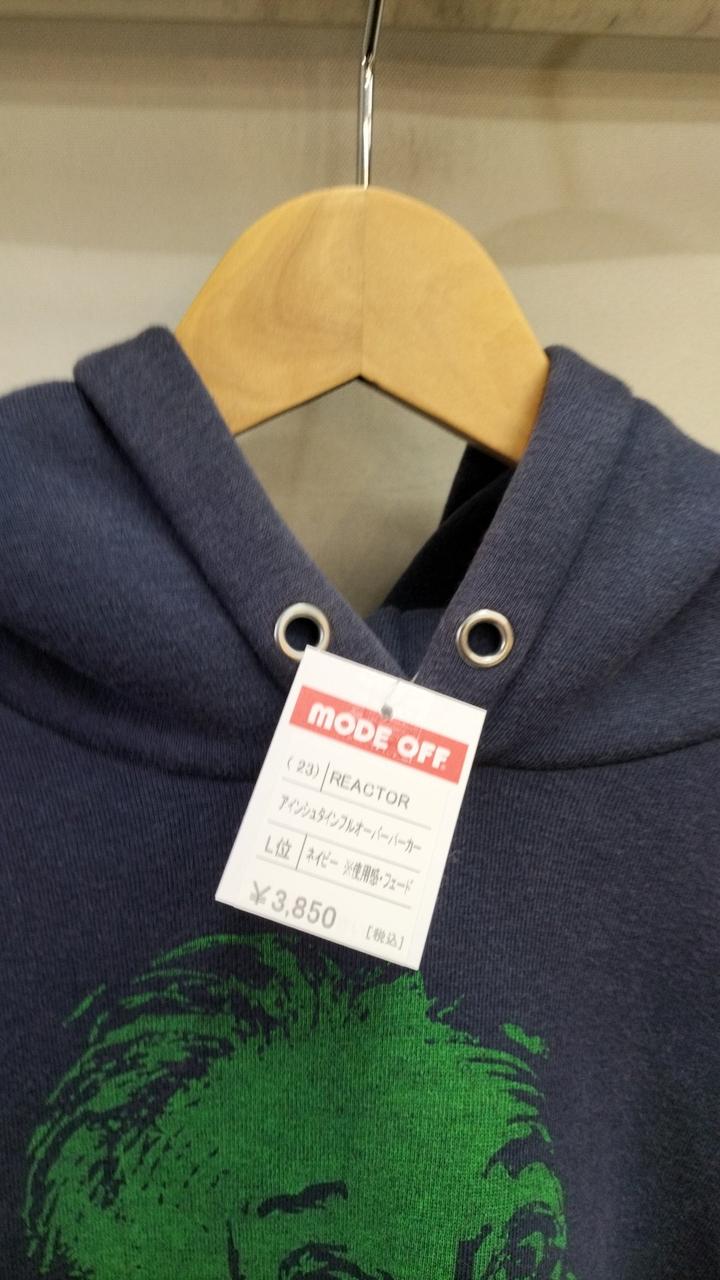 MODE OFF
(23) REACTOR
アインシュタインプルオーバーパーカー
L位 ネイビー ※使用感・フェード
¥3,850 [税込]